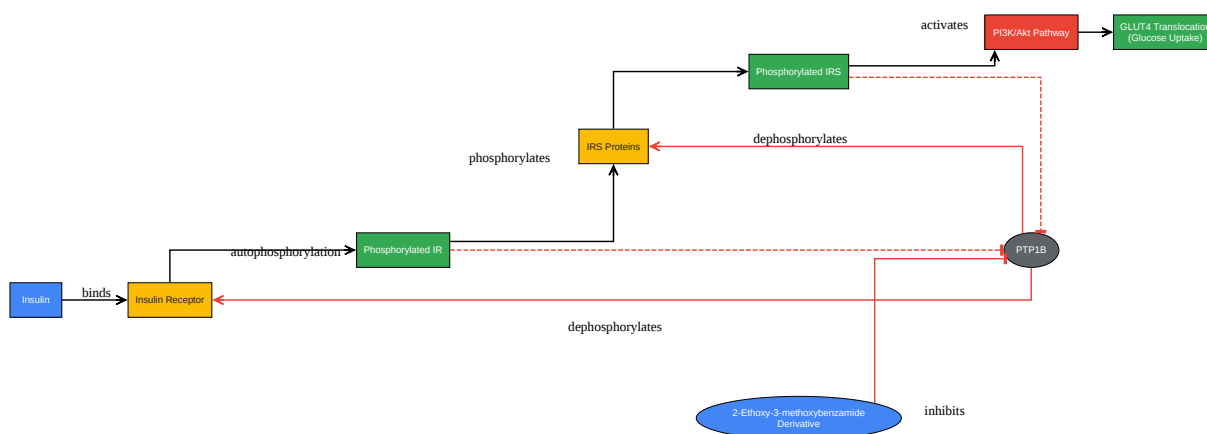 activates
PI3K/Akt Pathway
GLUT4 Translocation
(Glucose Uptake)
Phosphorylated IRS
IRS Proteins
dephosphorylates
phosphorylates
autophosphorylation
Phosphorylated IR
PTP1B
Insulin
binds
Insulin Receptor
dephosphorylates
2-Ethoxy-3-methoxybenzamide
Derivative
inhibits